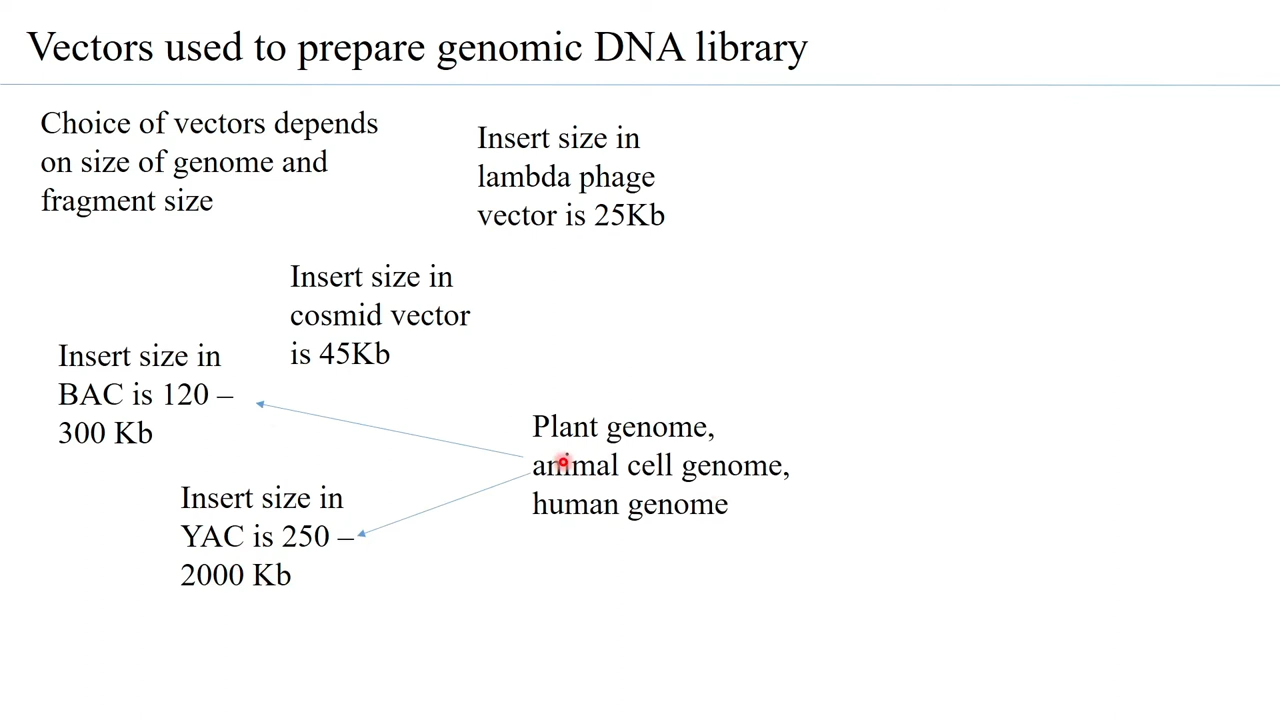 Vectors used to prepare genomic DNA library
Choice of vectors depends
on size of genome and
fragment size
Insert size in
lambda phage
vector is 25Kb
Insert size in
cosmid vector
is 45Kb
Insert size in
BAC is 120 –
300 Kb
Plant genome,
animal cell genome,
human genome
Insert size in
YAC is 250 –
2000 Kb